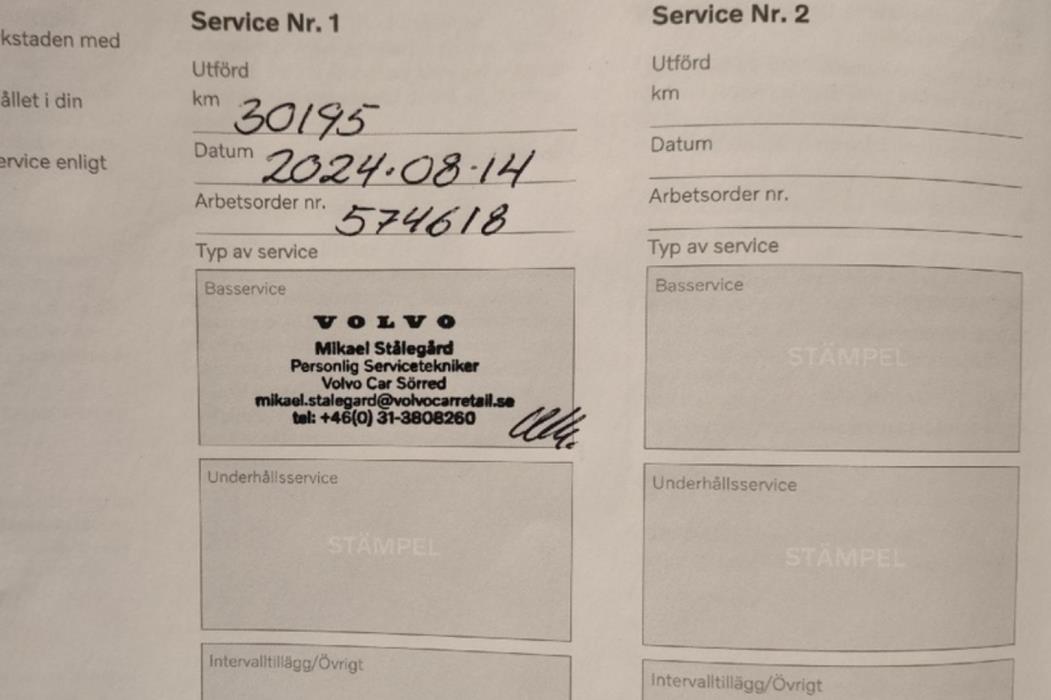 kstaden med
ållet i din
ervice enligt
Service Nr. 1
Utförd
km 30195
Datum 2024.08.14
Arbetsorder nr. 574618
Typ av service
Basservice
VOLVO
Mikael Stålegård
Personlig Servicetekniker
Volvo Car Sörred
mikael.stalegard@volvocarretail.se
tel: +46(0) 31-3808260
Underhållsservice
STÄMPEL
Intervalltillägg/Övrigt
Service Nr. 2
Utförd
km
Datum
Arbetsorder nr.
Typ av service
Basservice
STÄMPEL
Underhållsservice
STÄMPEL
Intervalltillägg/Övrigt